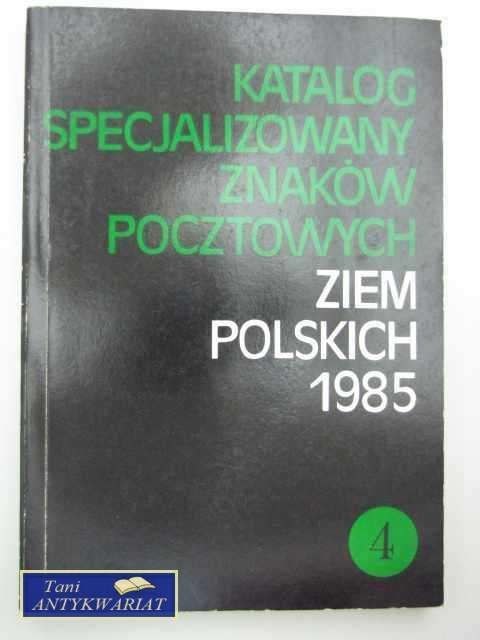 KATALOG
SPECJALIZOWANY
ZNAKÓW
POCZTOWYCH
ZIEM
POLSKICH
1985
4
Tani
ANTYKWARIAT